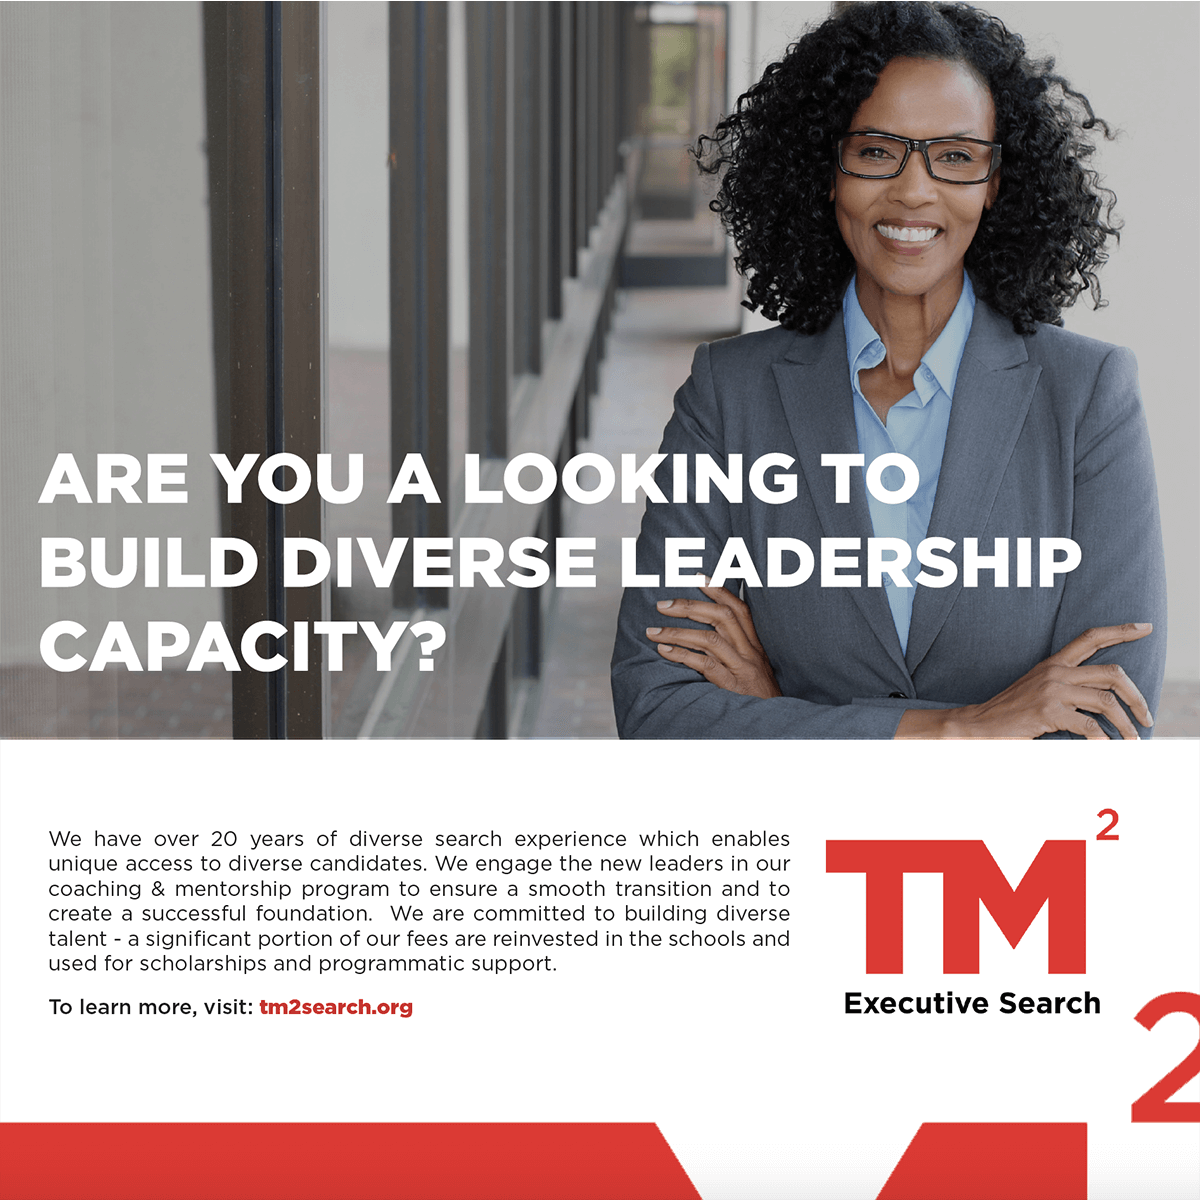 ARE YOU A LOOKING TO
BUILD DIVERSE LEADERSHIP
CAPACITY?
We have over 20 years of diverse search experience which enables
unique access to diverse candidates. We engage the new leaders in our
coaching & mentorship program to ensure a smooth transition and to
create a successful foundation.  We are committed to building diverse
talent - a significant portion of our fees are reinvested in the schools and
used for scholarships and programmatic support.
To learn more, visit: tm2search.org
TM²
Executive Search
2